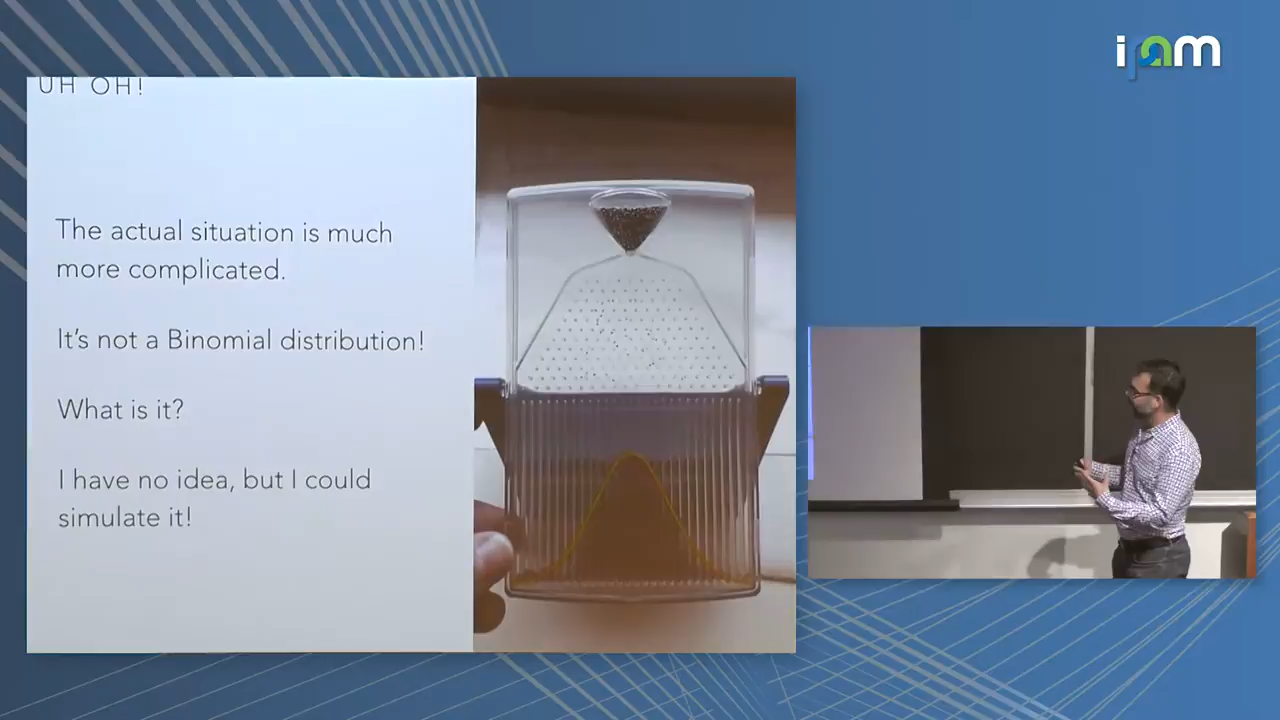 ipam
UH OH!
The actual situation is much
more complicated.
It's not a Binomial distribution!
What is it?
I have no idea, but I could
simulate it!